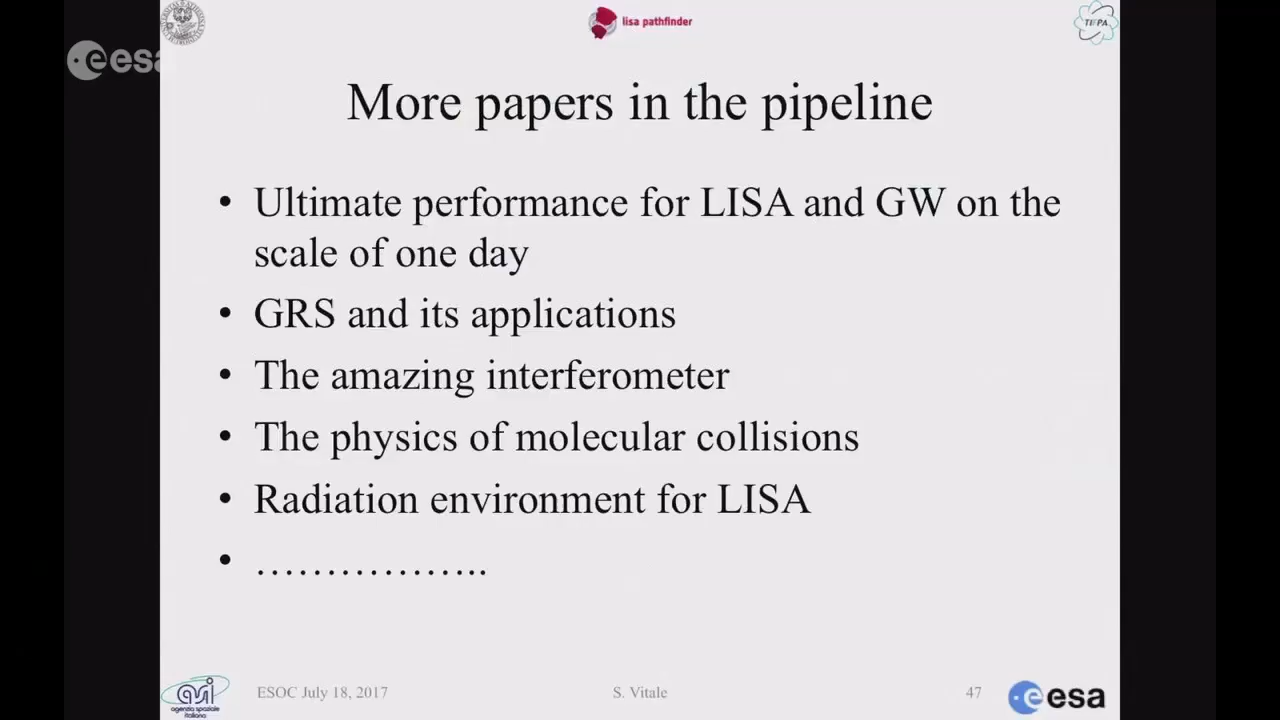 lisa pathfinder
TIFPA
esa
More papers in the pipeline
• Ultimate performance for LISA and GW on the
scale of one day
• GRS and its applications
• The amazing interferometer
• The physics of molecular collisions
• Radiation environment for LISA
• ………………..
asi
agenzia spaziale
italiana
ESOC July 18, 2017
S. Vitale
47
esa